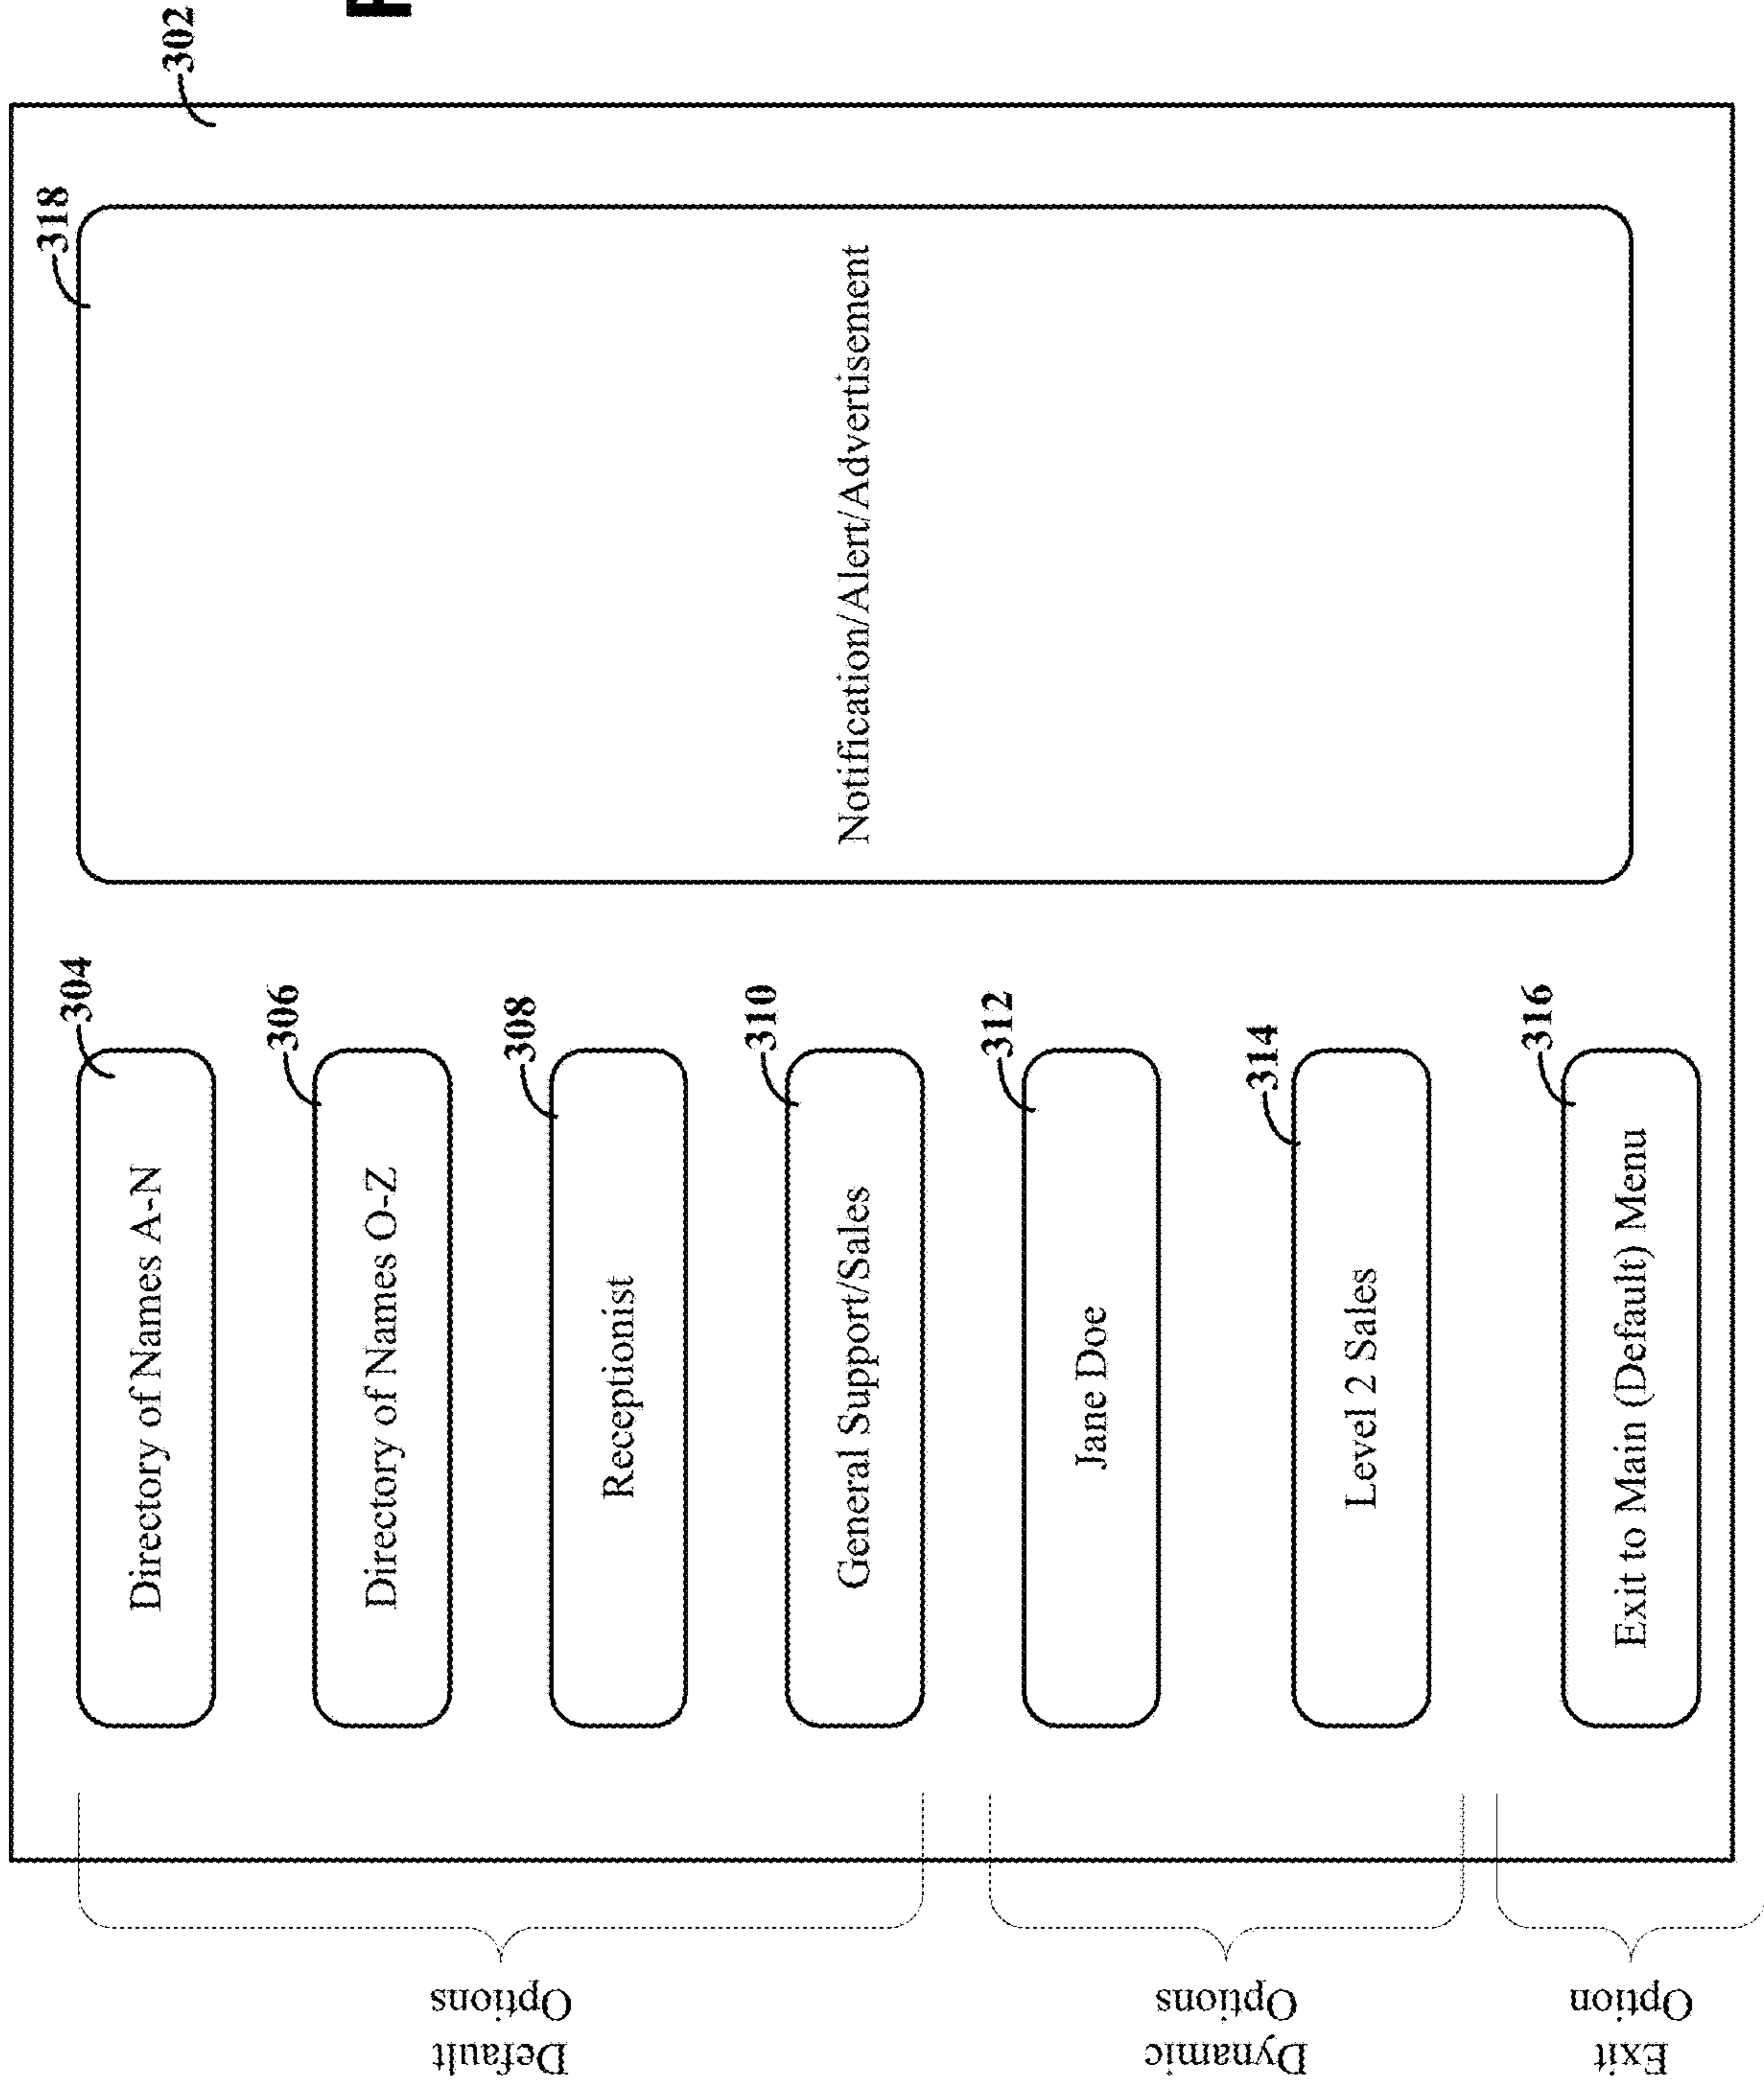 302
318
Notification/Alert/Advertisement
Default
Options
304
Directory of Names A-N
306
Directory of Names O-Z
308
Receptionist
310
General Support/Sales
Dynamic
Options
312
Jane Doe
314
Level 2 Sales
Exit
Option
316
Exit to Main (Default) Menu